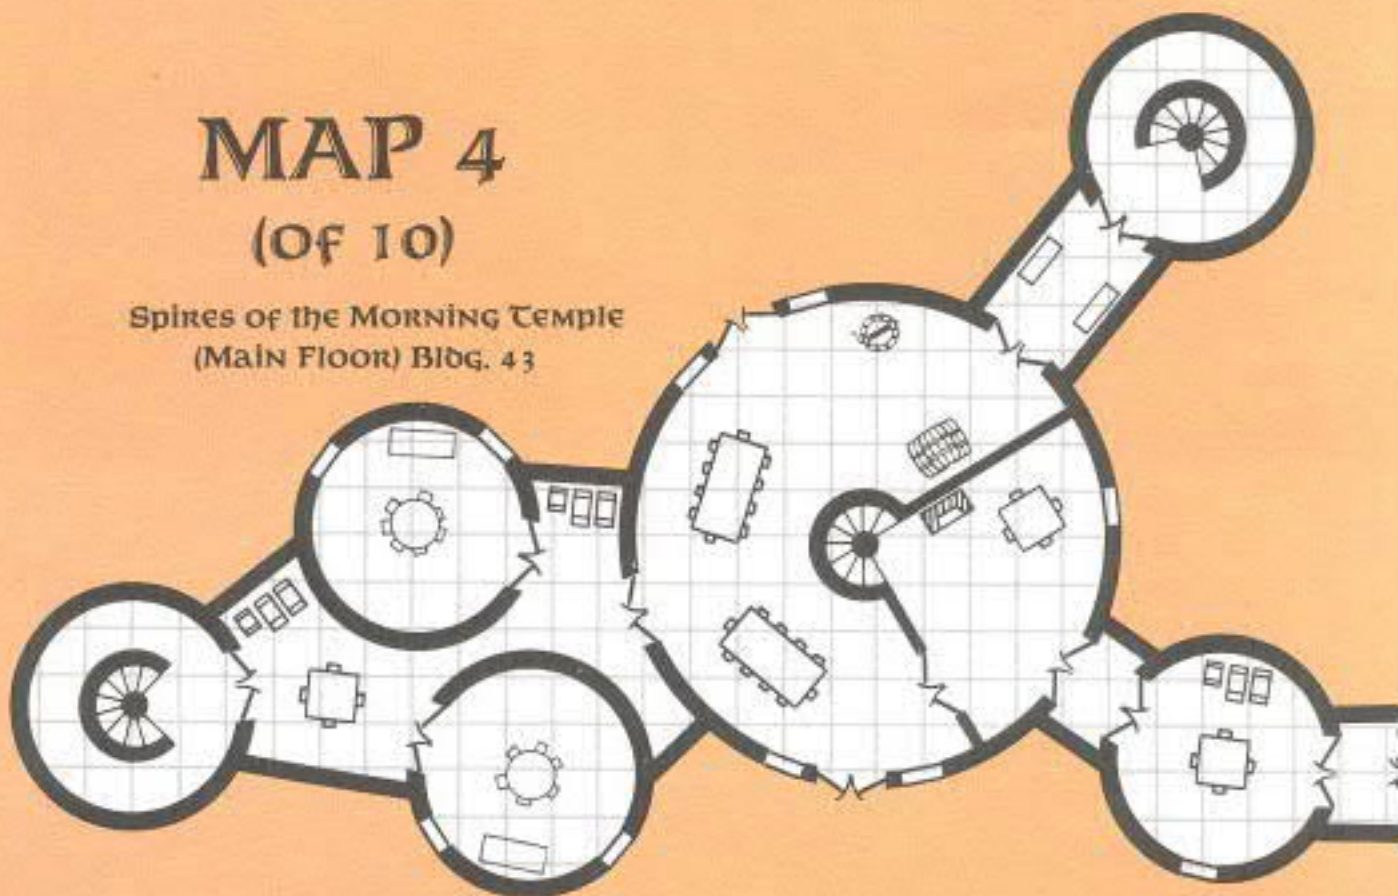 MAP 4
(Of 10)
Spires of the Morning Temple
(Main Floor) Bldg. 43